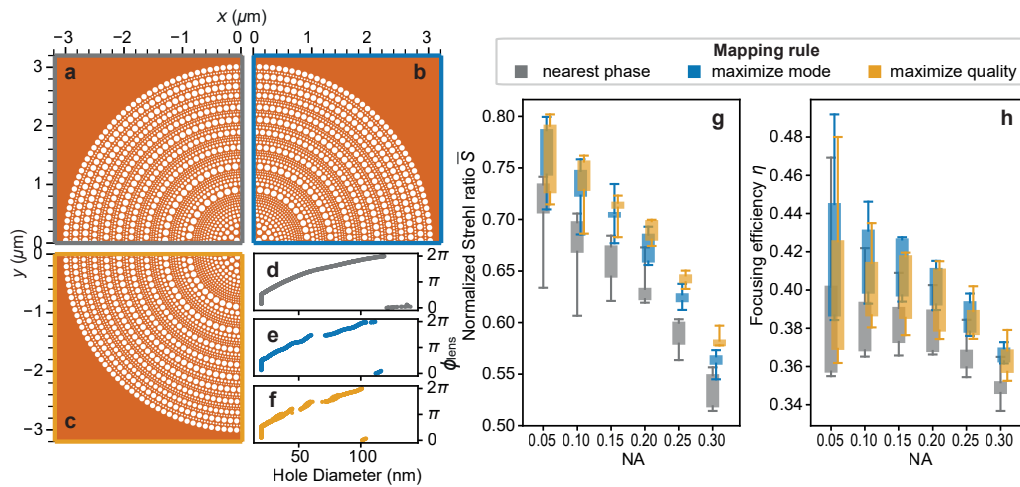 x (μm)
−3 −2 −1 0 0 1 2 3
Mapping rule
nearest phase maximize mode maximize quality
a
b
3
2
1
0
y (μm)
0
−1
−2
−3
c
d
2π
π
0
e
2π
π
0
ϕlens
f
2π
π
0
50 100
Hole Diameter (nm)
g
Normalized Strehl ratio S̅
0.80
0.75
0.70
0.65
0.60
0.55
0.50
0.05 0.10 0.15 0.20 0.25 0.30
NA
h
Focusing efficiency η
0.48
0.46
0.44
0.42
0.40
0.38
0.36
0.34
0.05 0.10 0.15 0.20 0.25 0.30
NA